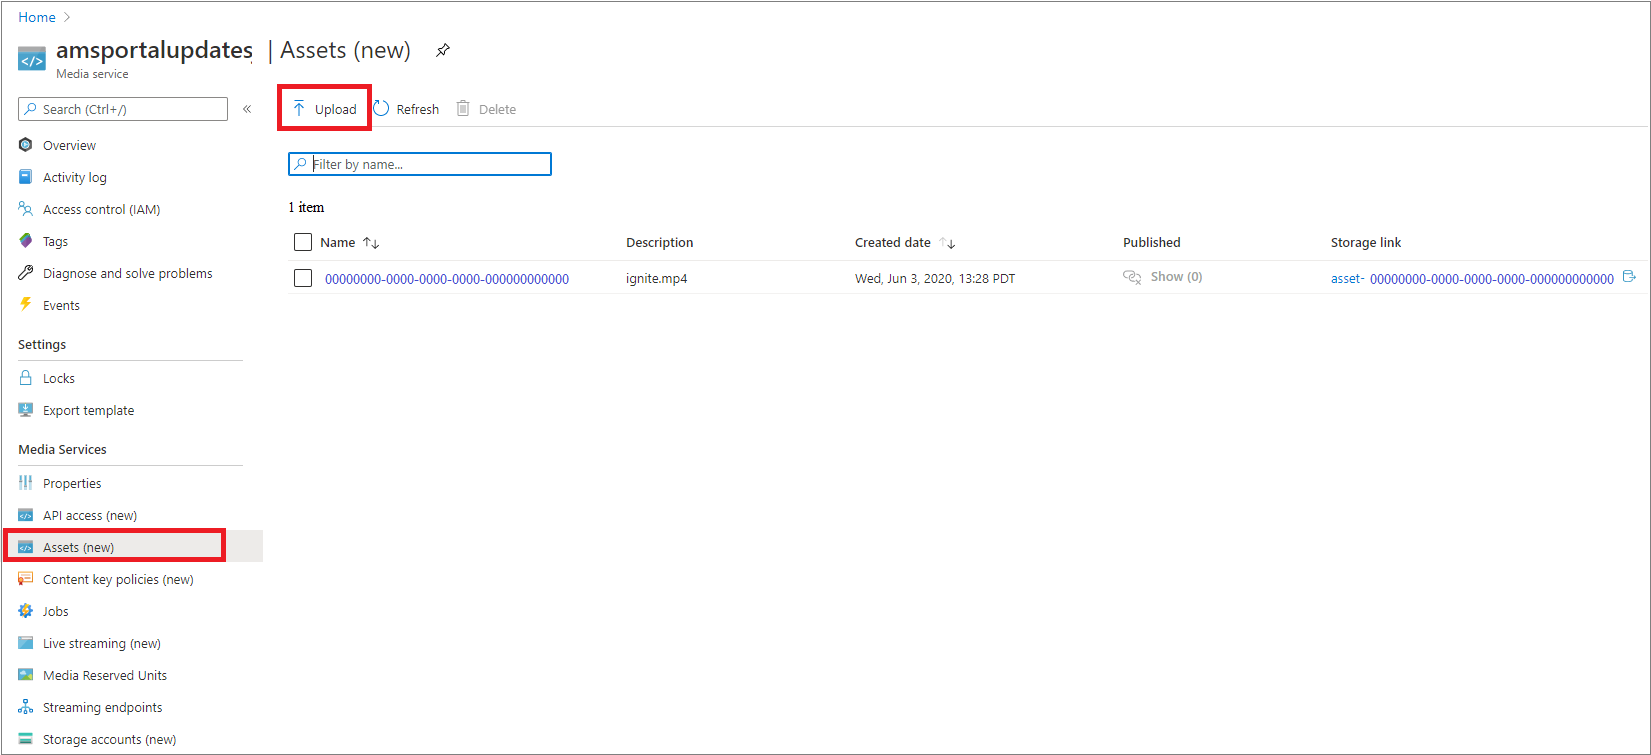 Home
amsportalupdates | Assets (new)
Media service
Search (Ctrl+/)
Upload Refresh Delete
Overview
Activity log
Access control (IAM)
Tags
Diagnose and solve problems
Events
Settings
Locks
Export template
Media Services
Properties
API access (new)
Assets (new)
Content key policies (new)
Jobs
Live streaming (new)
Media Reserved Units
Streaming endpoints
Storage accounts (new)
Filter by name...
1 item
Name Description Created date Published Storage link
00000000-0000-0000-0000-000000000000 ignite.mp4 Wed, Jun 3, 2020, 13:28 PDT Show (0) asset- 00000000-0000-0000-0000-000000000000